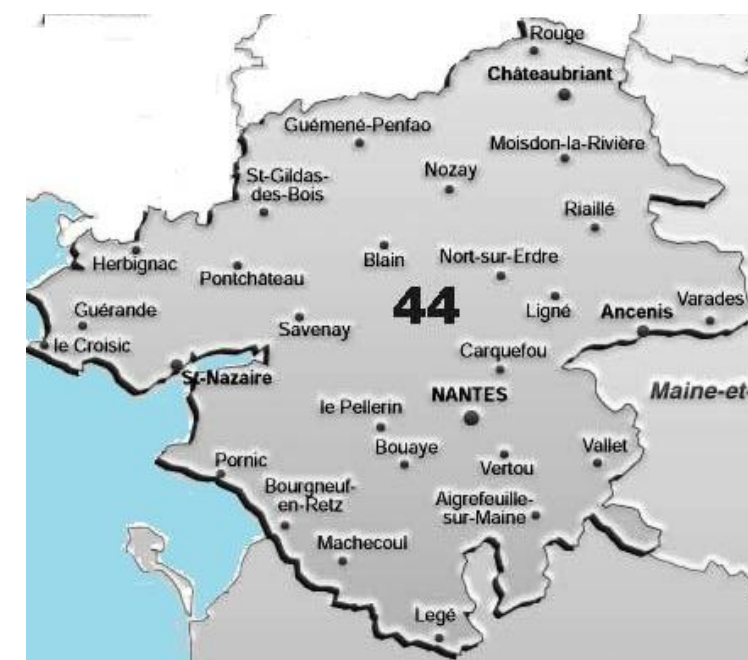 Rouge
Châteaubriant
Guémené-Penfao
Moisdon-la-Rivière
St-Gildas-
des-Bois
Nozay
Riaillé
Herbignac
Pontchâteau
Blain
Nort-sur-Erdre
44
Guérande
Savenay
Ligné
Ancenis
Varades
le Croisic
St-Nazaire
Carquefou
NANTES
Maine-et-
le Pellerin
Bouaye
Vertou
Vallet
Pornic
Bourgneuf-
en-Retz
Aigrefeuille-
sur-Maine
Machecoul
Legé